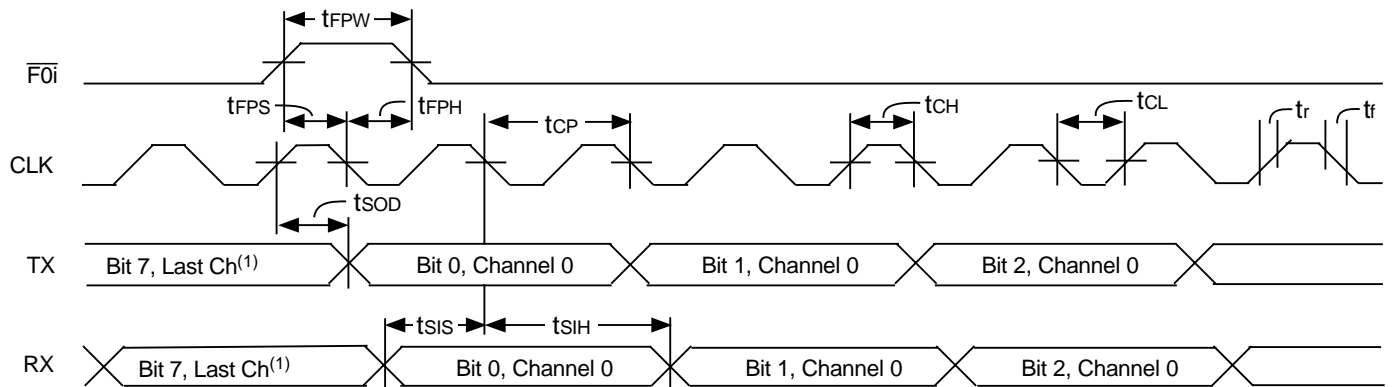 tFPW
F0i
tFPS tFPH tCP tCH tCL tr tf
CLK
tSOD
TX Bit 7, Last Ch(1) Bit 0, Channel 0 Bit 1, Channel 0 Bit 2, Channel 0
tSIS tSIH
RX Bit 7, Last Ch(1) Bit 0, Channel 0 Bit 1, Channel 0 Bit 2, Channel 0